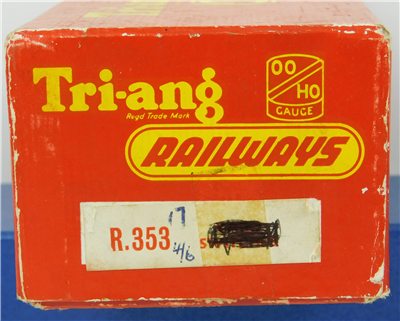 Tri-ang
Regd Trade Mark
OO
HO
GAUGE
RAILWAYS
17
R.353
4/6